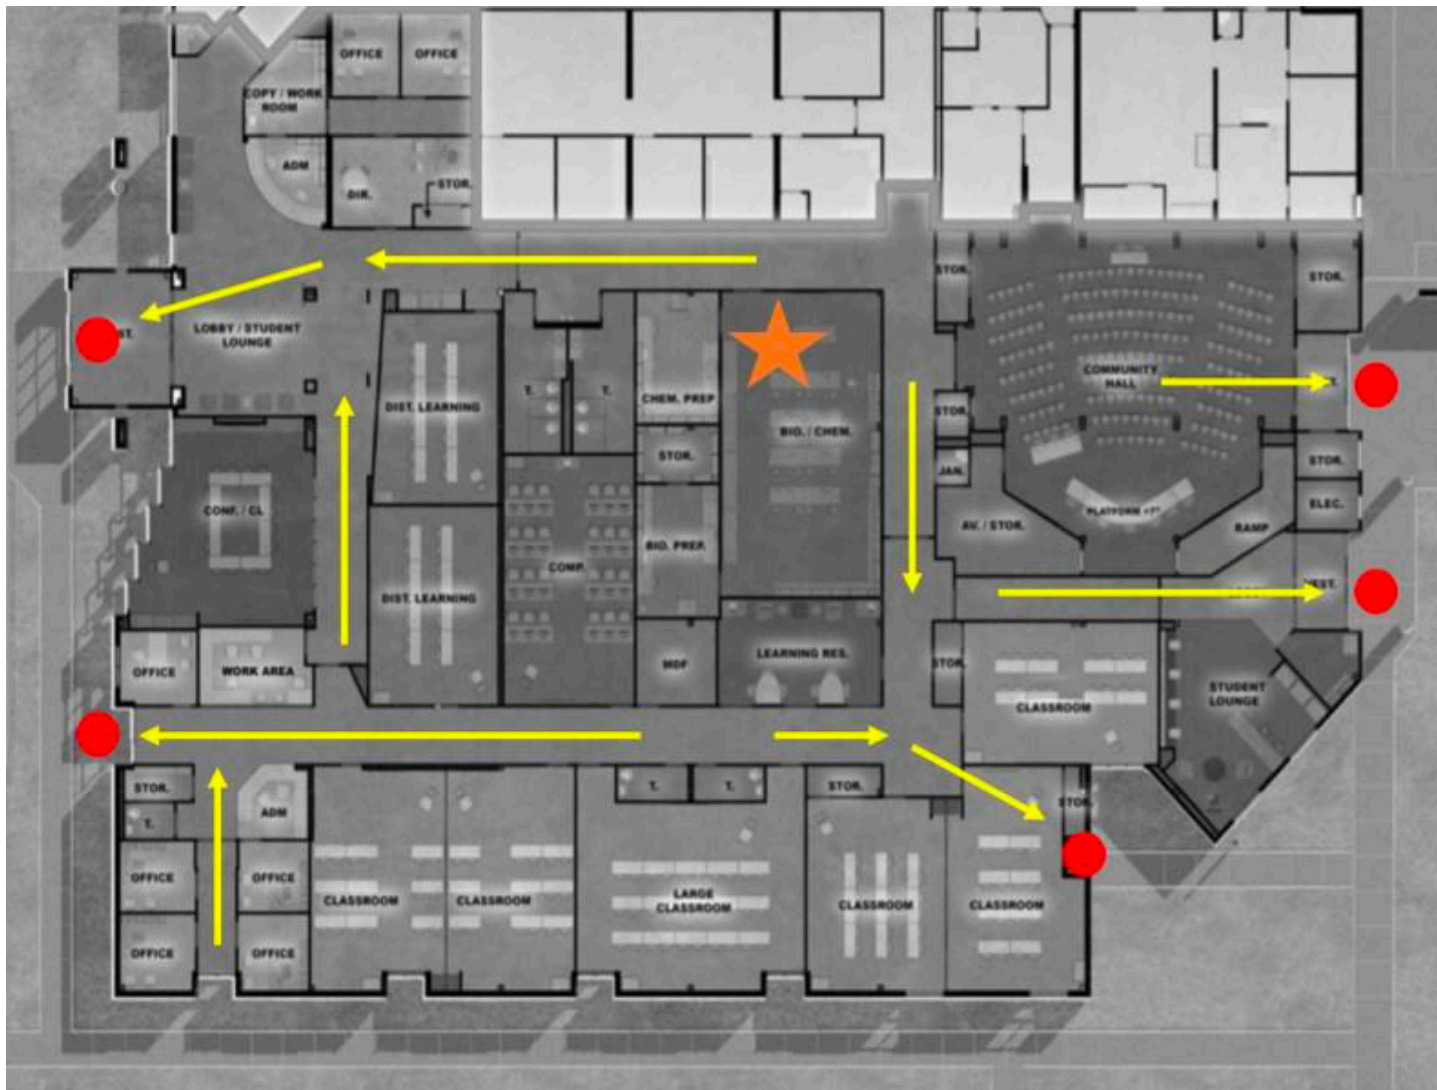 OFFICE
OFFICE
COPY / WORK
ROOM
ADM
DIR.
STOR.
STOR.
STOR.
LOBBY / STUDENT
LOUNGE
COMMUNITY
HALL
DIST. LEARNING
T.
T.
CHEM. PREP
STOR.
BIO. / CHEM.
STOR.
STOR.
JAN.
CONF. / CL
ELEC.
PLATFORM
AV. / STOR.
RAMP
BIO. PREP.
COMP.
DIST. LEARNING
VEST.
OFFICE
WORK AREA
MDF
LEARNING RES.
STOR.
STUDENT
LOUNGE
CLASSROOM
STOR.
T.
T.
STOR.
STOR.
ADM
T.
OFFICE
OFFICE
CLASSROOM
CLASSROOM
LARGE
CLASSROOM
CLASSROOM
CLASSROOM
OFFICE
OFFICE